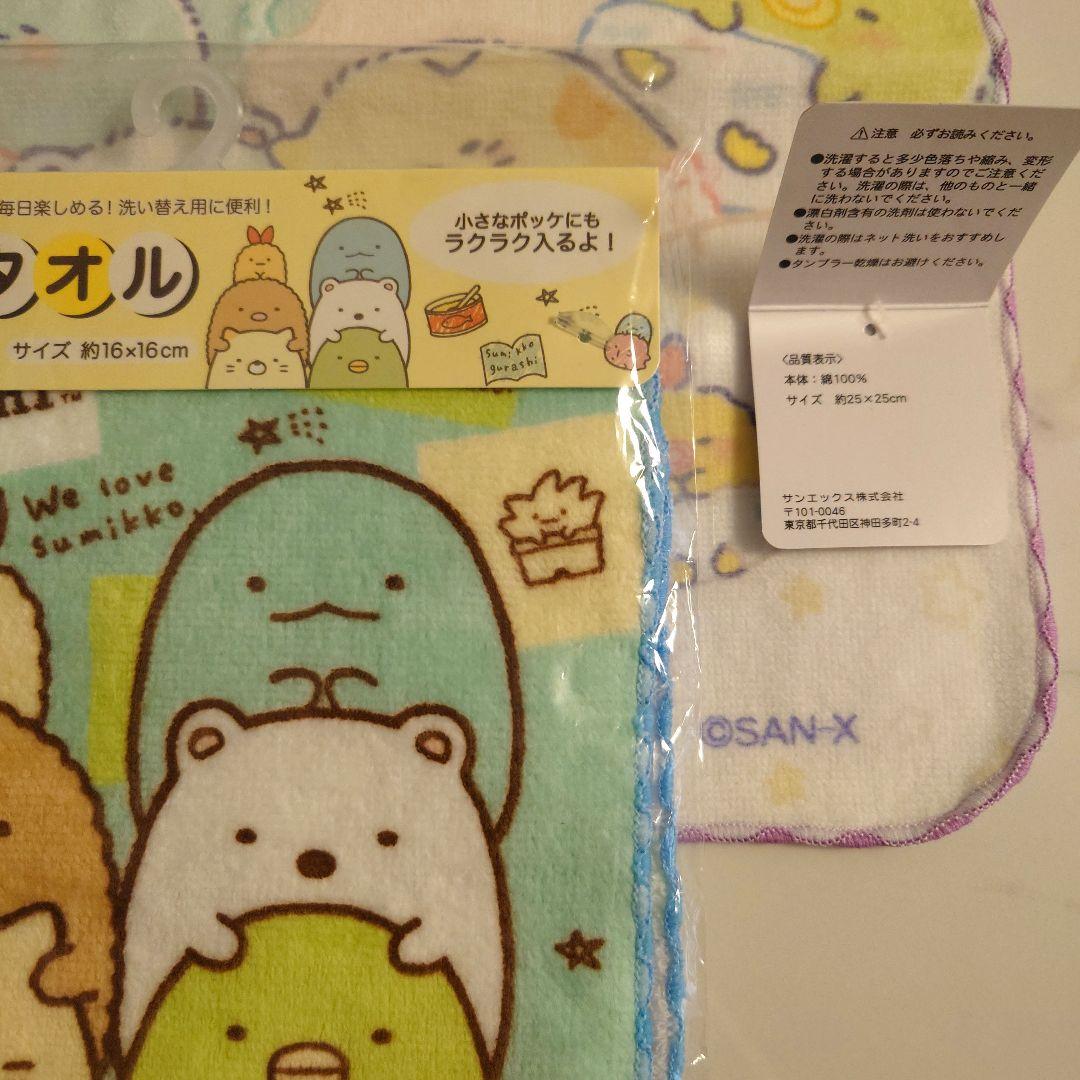 毎日楽しめる！洗い替え用に便利！
タオル
サイズ 約16×16cm
小さなポッケにも
ラクラク入るよ！
sumikko
gurashi
We love
sumikko.
⚠注意 必ずお読みください。
●洗濯すると多少色落ちや縮み、変形
する場合がありますのでご注意くだ
さい。洗濯の際は、他のものと一緒
に洗わないでください。
●漂白剤含有の洗剤は使わないでくだ
さい。
●洗濯の際はネット洗いをおすすめし
ます。
●タンブラー乾燥はお避けください。
〈品質表示〉
本体：綿100%
サイズ 約25×25cm
サンエックス株式会社
〒101-0046
東京都千代田区神田多町2-4
©SAN-X